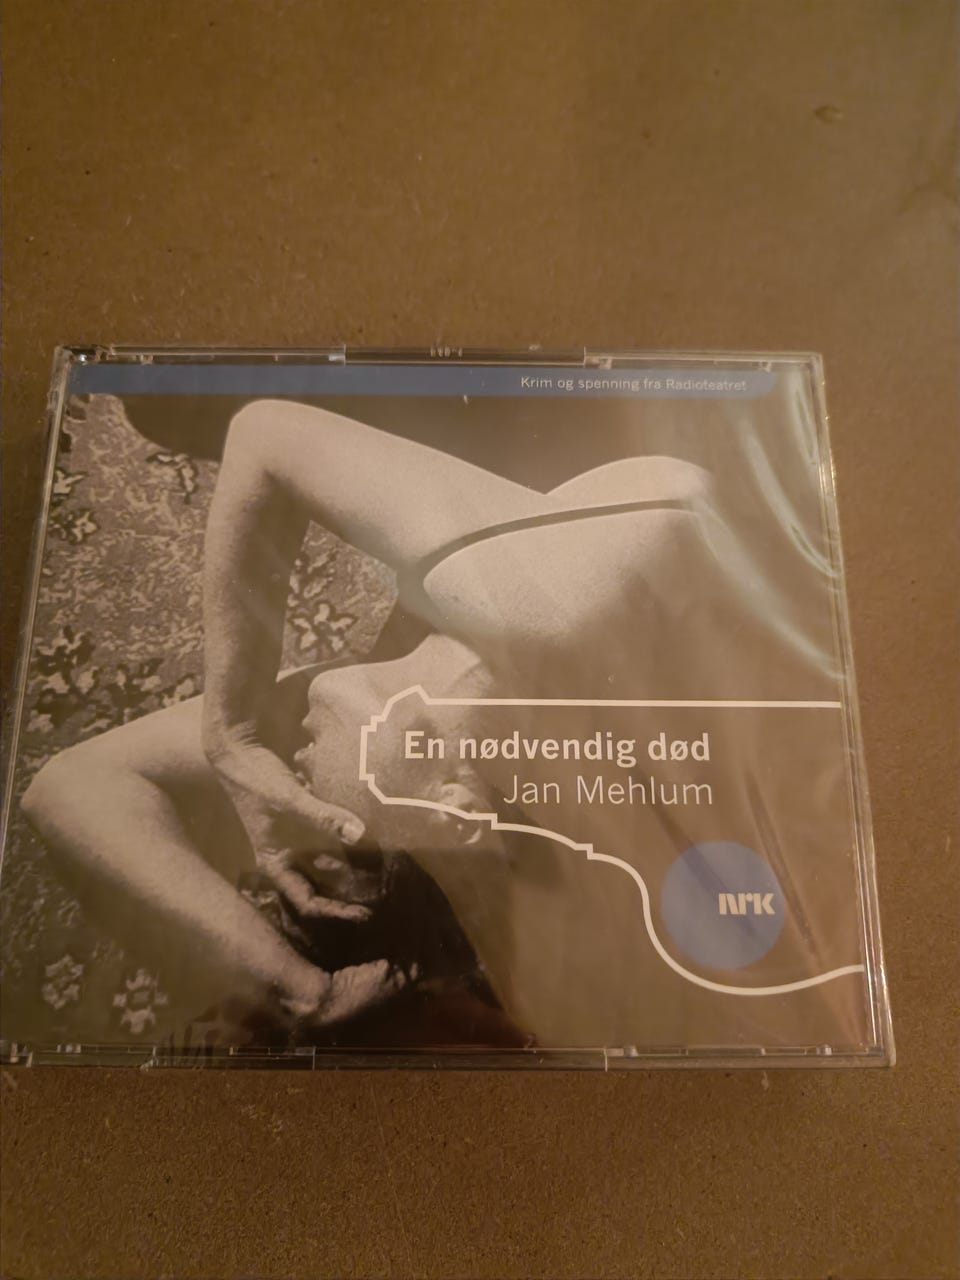 Krim og spenning fra Radioteatret
En nødvendig død
Jan Mehlum
NRK